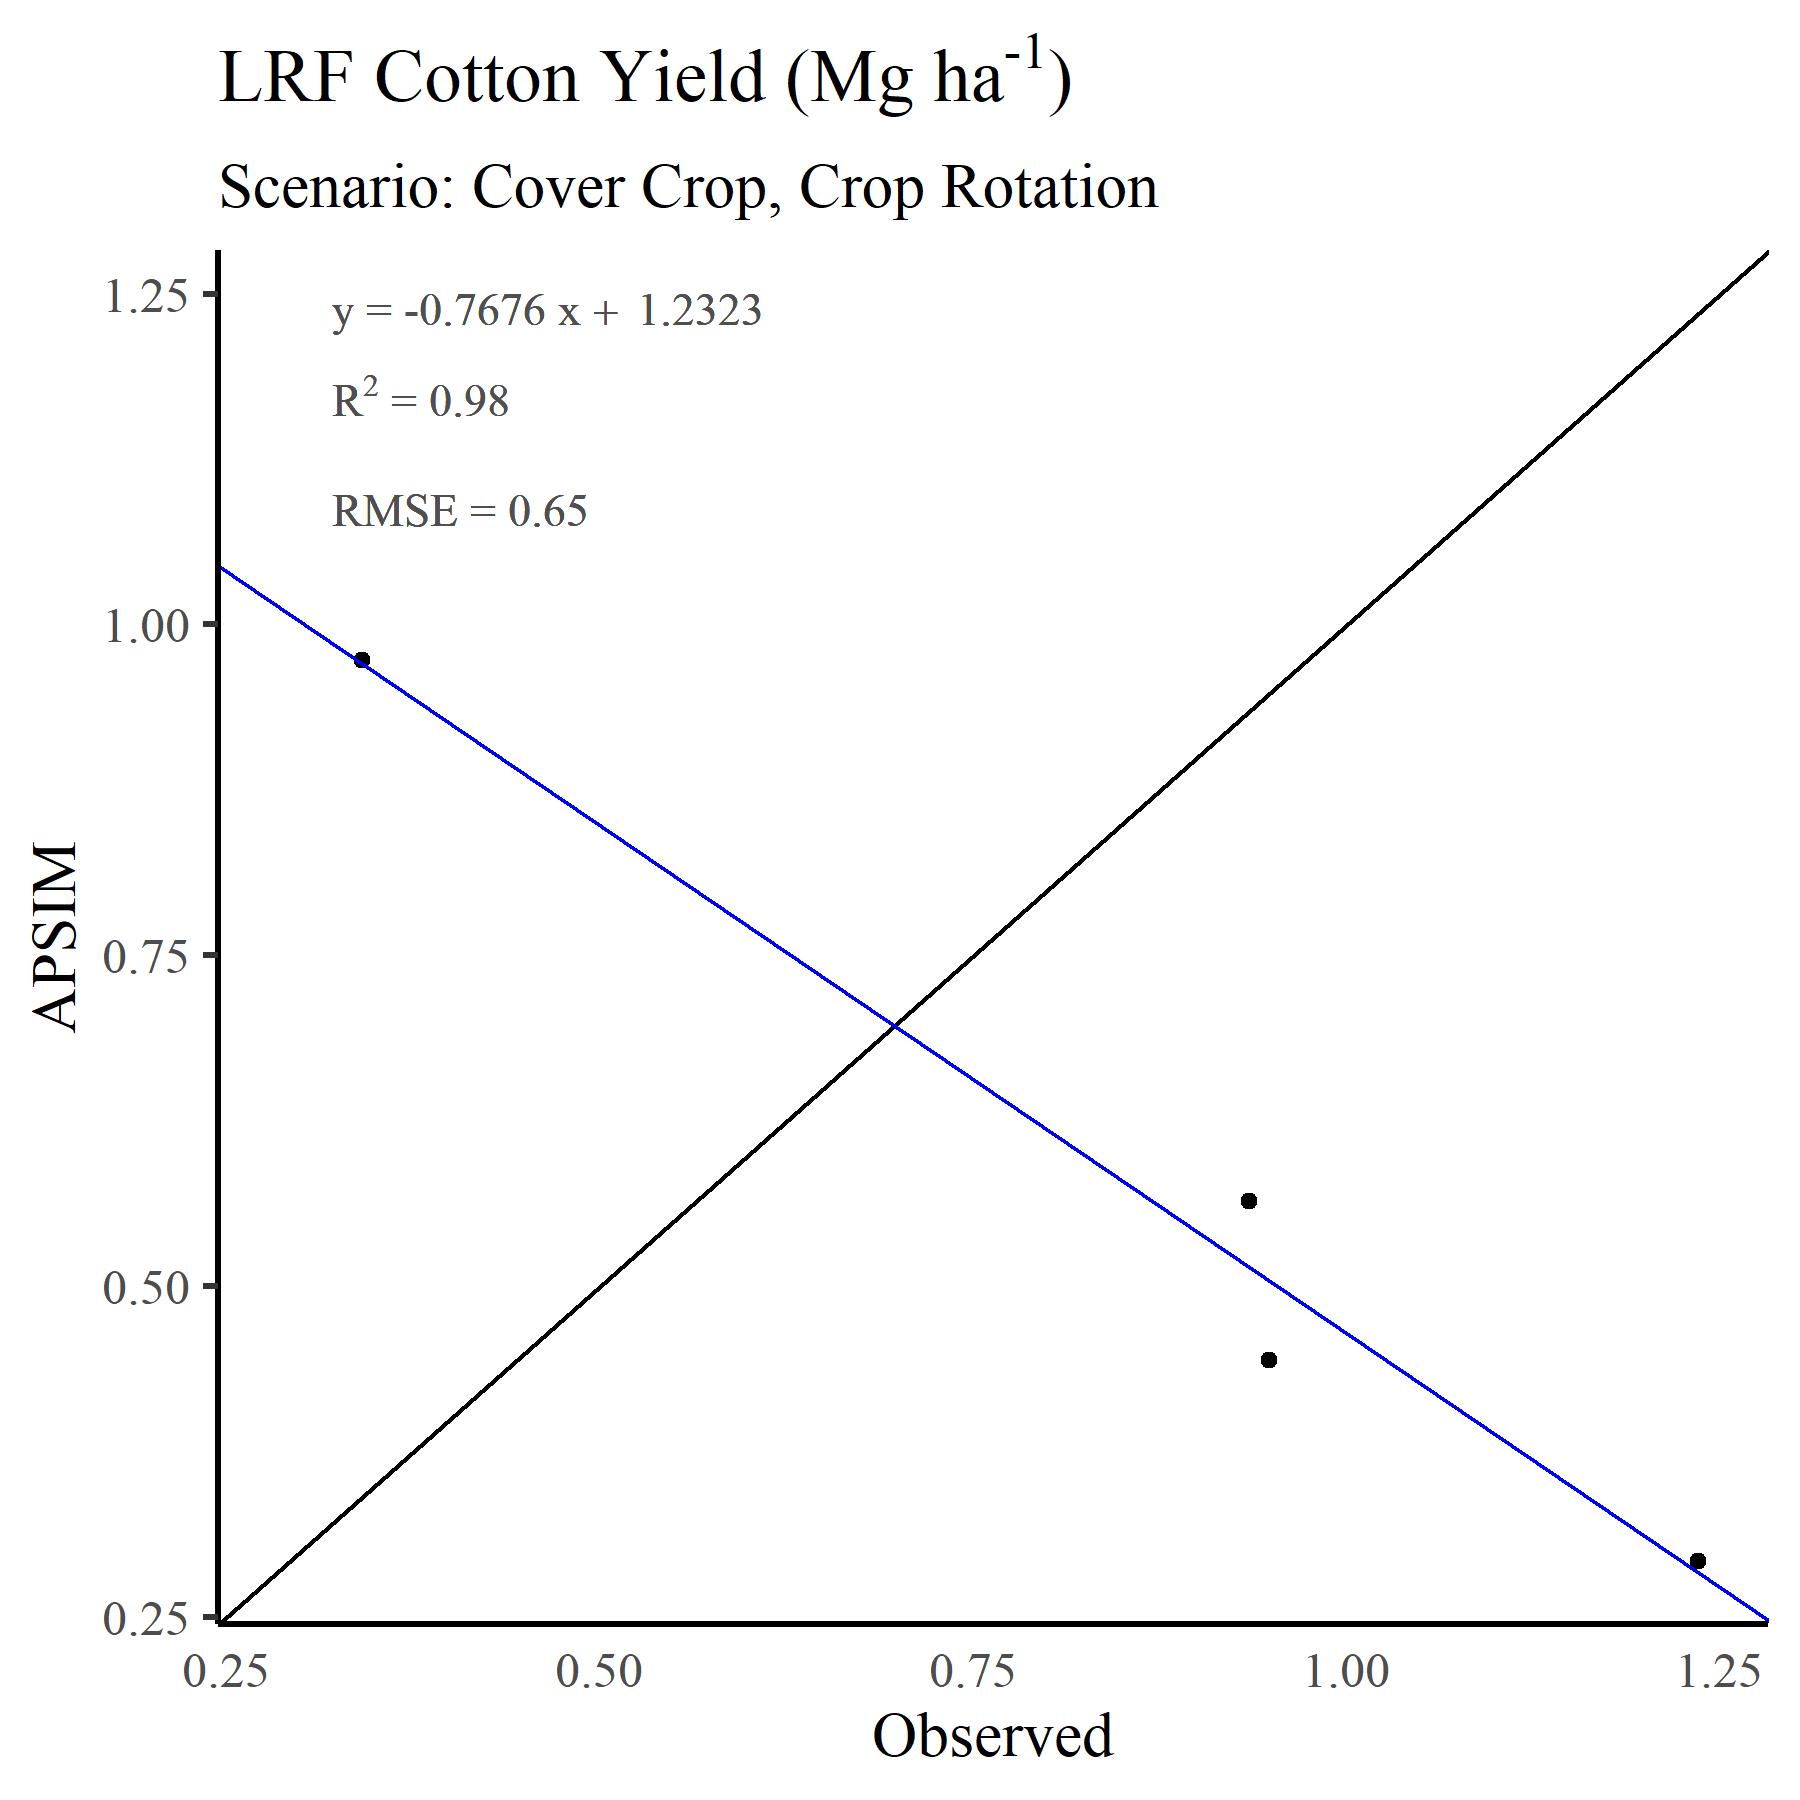 LRF Cotton Yield (Mg ha⁻¹)
Scenario: Cover Crop, Crop Rotation
1.25
y = -0.7676 x + 1.2323
R² = 0.98
RMSE = 0.65
1.00
0.75
APSIM
0.50
0.25
0.25 0.50 0.75 1.00 1.25
Observed